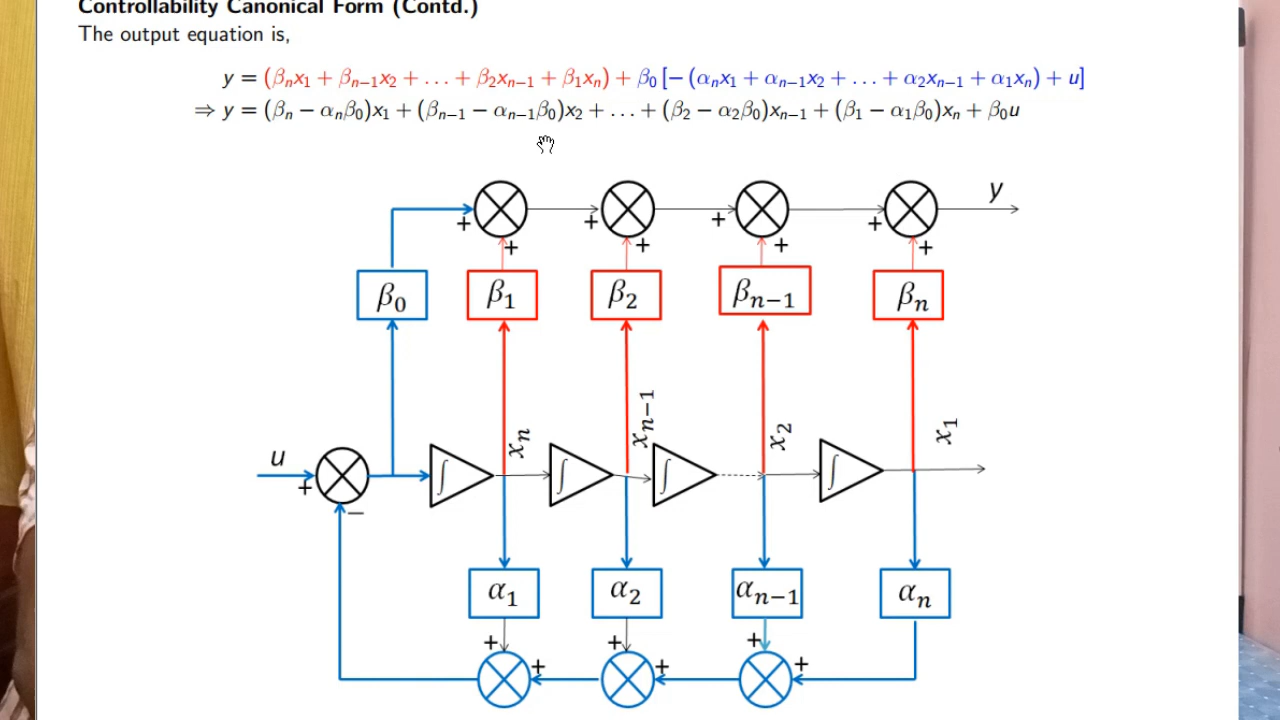 Controllability Canonical Form (Contd.)
The output equation is,
y = (βₙx₁ + βₙ₋₁x₂ + . . . + β₂xₙ₋₁ + β₁xₙ) + β₀ [− (αₙx₁ + αₙ₋₁x₂ + . . . + α₂xₙ₋₁ + α₁xₙ) + u]
⇒ y = (βₙ − αₙβ₀)x₁ + (βₙ₋₁ − αₙ₋₁β₀)x₂ + . . . + (β₂ − α₂β₀)xₙ₋₁ + (β₁ − α₁β₀)xₙ + β₀u
y
+ + + +
+ + + +
β₀ β₁ β₂ βₙ₋₁ βₙ
xₙ xₙ₋₁ x₂ x₁
u
∫ ∫ ∫ ∫
+ −
α₁ α₂ αₙ₋₁ αₙ
+ + +
+ + +